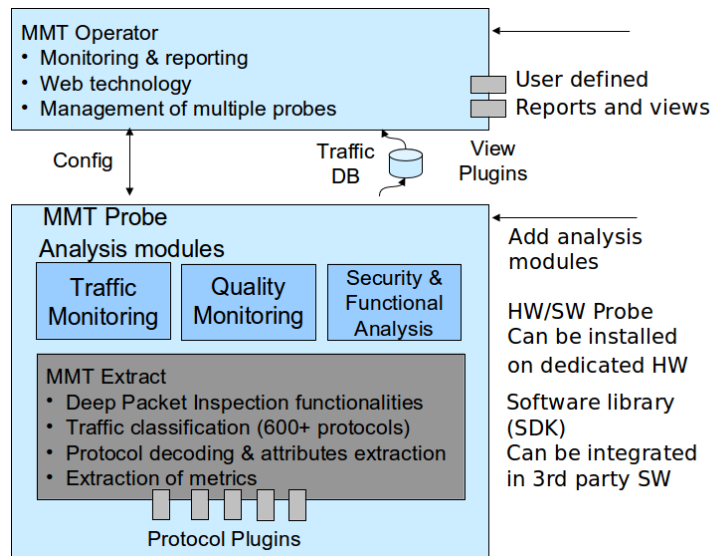 MMT Operator
• Monitoring & reporting
• Web technology
• Management of multiple probes
User defined
Reports and views
Config
Traffic
DB
View
Plugins
MMT Probe
Analysis modules
Traffic
Monitoring
Quality
Monitoring
Security &
Functional
Analysis
Add analysis
modules
HW/SW Probe
Can be installed
on dedicated HW
Software library
(SDK)
Can be integrated
in 3rd party SW
MMT Extract
• Deep Packet Inspection functionalities
• Traffic classification (600+ protocols)
• Protocol decoding & attributes extraction
• Extraction of metrics
Protocol Plugins